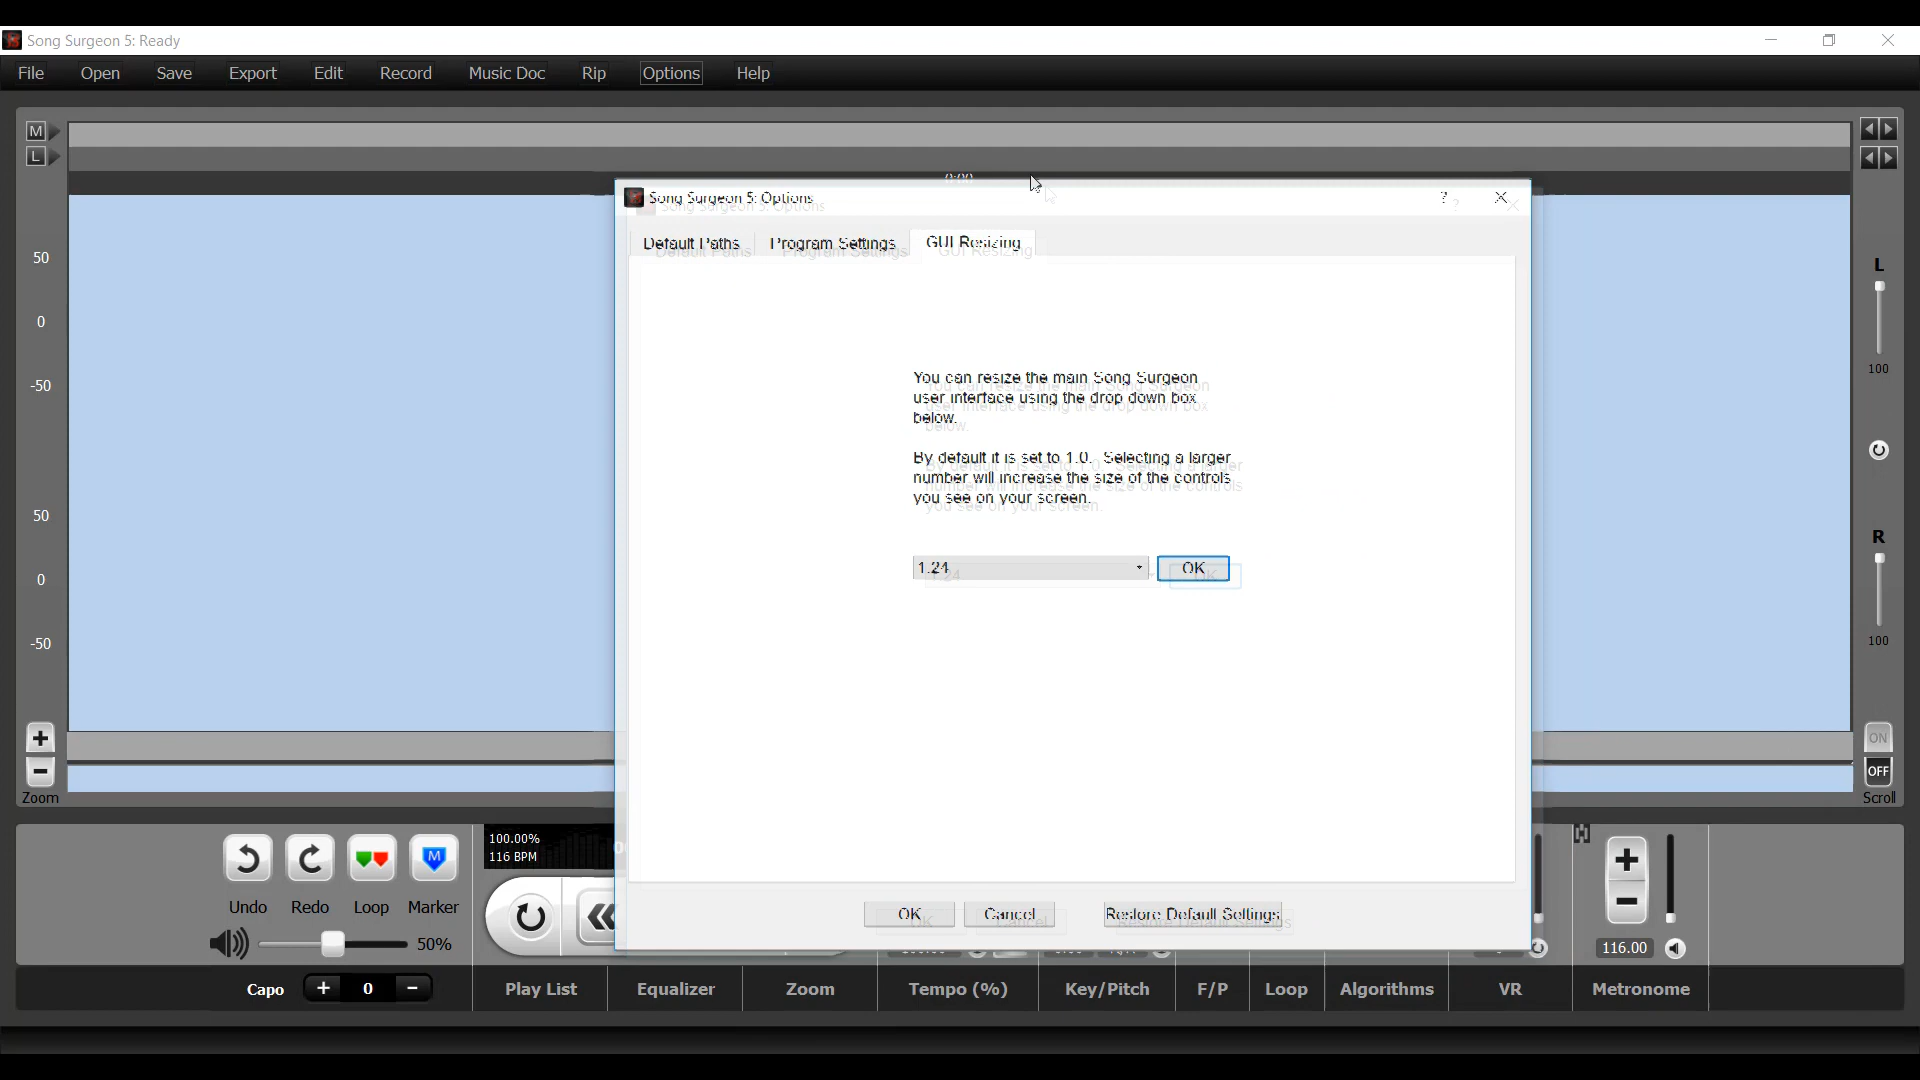 Song Surgeon 5: Ready
File Open Save Export Edit Record Music Doc Rip Options Help
M
L
0:00
Song Surgeon 5: Options ?
Default Paths Program Settings GUI Resizing
50
0
-50
50
0
-50
You can resize the main Song Surgeon
user interface using the drop down box
below.
By default it is set to 1.0. Selecting a larger
number will increase the size of the controls
you see on your screen.
1.24 OK
OK Cancel Restore Default Settings
L
100
R
100
ON
OFF
Scroll
Zoom
100.00%
116 BPM
M
Undo Redo Loop Marker
50%
116.00
Capo + 0 - Play List Equalizer Zoom Tempo (%) Key/Pitch F/P Loop Algorithms VR Metronome